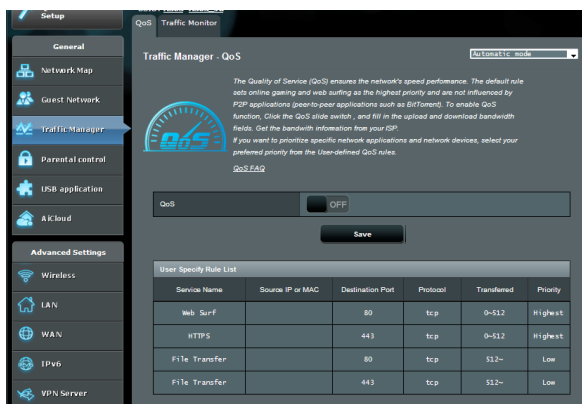 Setup
QoS Traffic Monitor
General
Network Map
Guest Network
Traffic Manager
Parental control
USB application
AiCloud
Advanced Settings
Wireless
LAN
WAN
IPv6
VPN Server
Traffic Manager - QoS
Automatic mode
QoS
The Quality of Service (QoS) ensures the network's speed perfomance. The default rule
sets online gaming and web surfing as the highest priority and are not influenced by
P2P applications (peer-to-peer applications such as BitTorrent). To enable QoS
function, Click the QoS slide switch , and fill in the upload and download bandwidth
fields. Get the bandwith information from your ISP.
If you want to prioritize specific network applications and network devices, select your
preferred priority from the User-defined QoS rules.
QoS FAQ
QoS OFF
Save
User Specify Rule List
Service Name Source IP or MAC Destination Port Protocol Transferred Priority
Web Surf 80 tcp 0~512 Highest
HTTPS 443 tcp 0~512 Highest
File Transfer 80 tcp 512~ Low
File Transfer 443 tcp 512~ Low